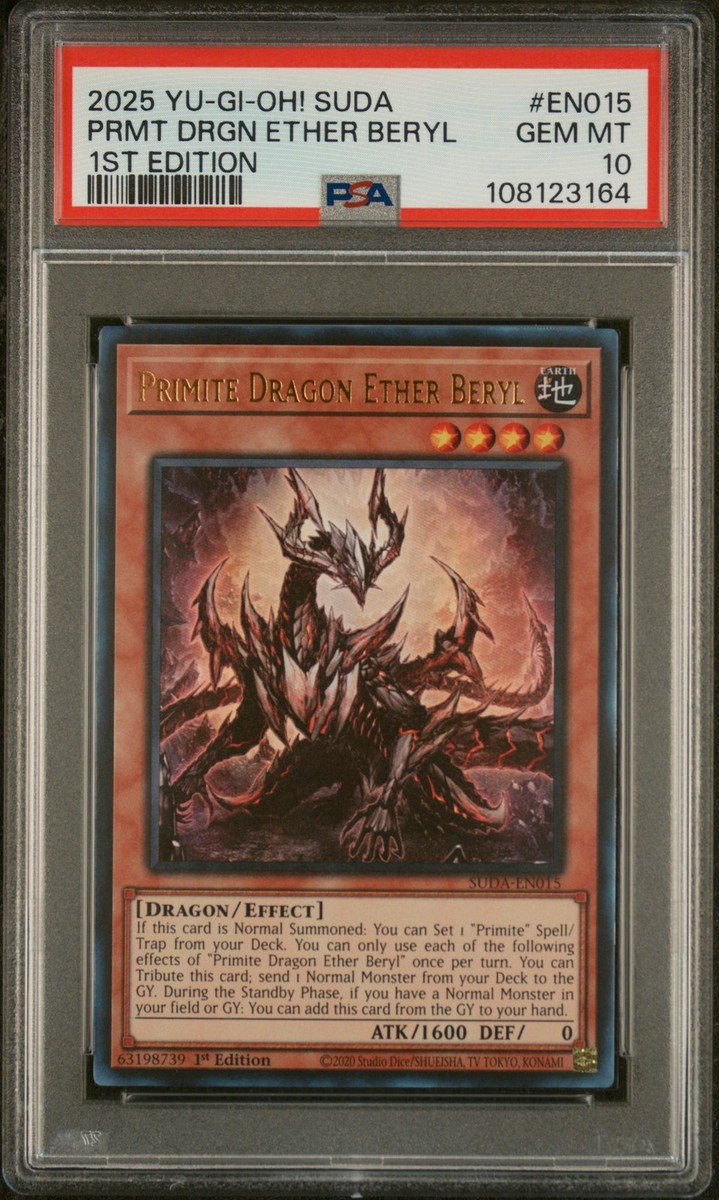 2025 YU-GI-OH! SUDA #EN015
PRMT DRGN ETHER BERYL GEM MT
1ST EDITION 10
PSA 108123164
PRIMITE DRAGON ETHER BERYL
EARTH
地
SUDA-EN015
[DRAGON/EFFECT]
If this card is Normal Summoned: You can Set 1 "Primite" Spell/
Trap from your Deck. You can only use each of the following
effects of "Primite Dragon Ether Beryl" once per turn. You can
Tribute this card; send 1 Normal Monster from your Deck to the
GY. During the Standby Phase, if you have a Normal Monster in
your field or GY: You can add this card from the GY to your hand.
ATK/1600 DEF/ 0
63198739 1st Edition ©2020 Studio Dice/SHUEISHA, TV TOKYO, KONAMI